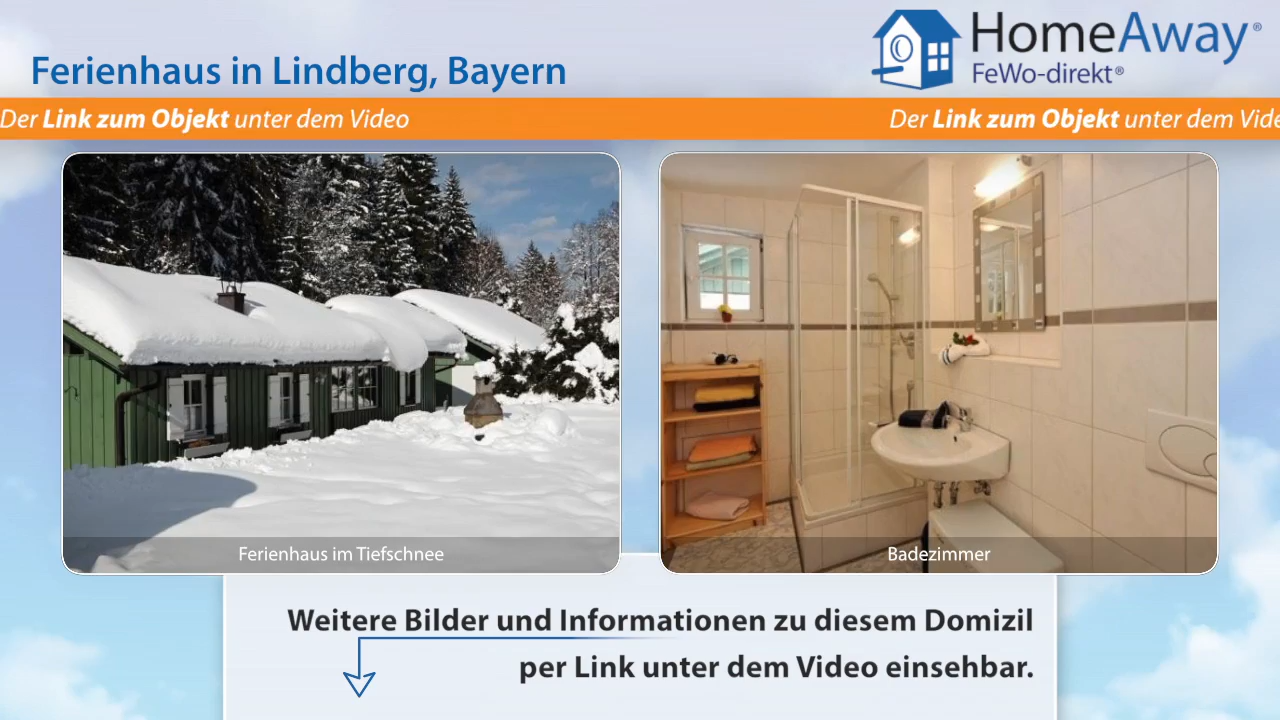 HomeAway®
FeWo-direkt®
Ferienhaus in Lindberg, Bayern
Der Link zum Objekt unter dem Video
Der Link zum Objekt unter dem Vide
Ferienhaus im Tiefschnee
Badezimmer
Weitere Bilder und Informationen zu diesem Domizil
per Link unter dem Video einsehbar.